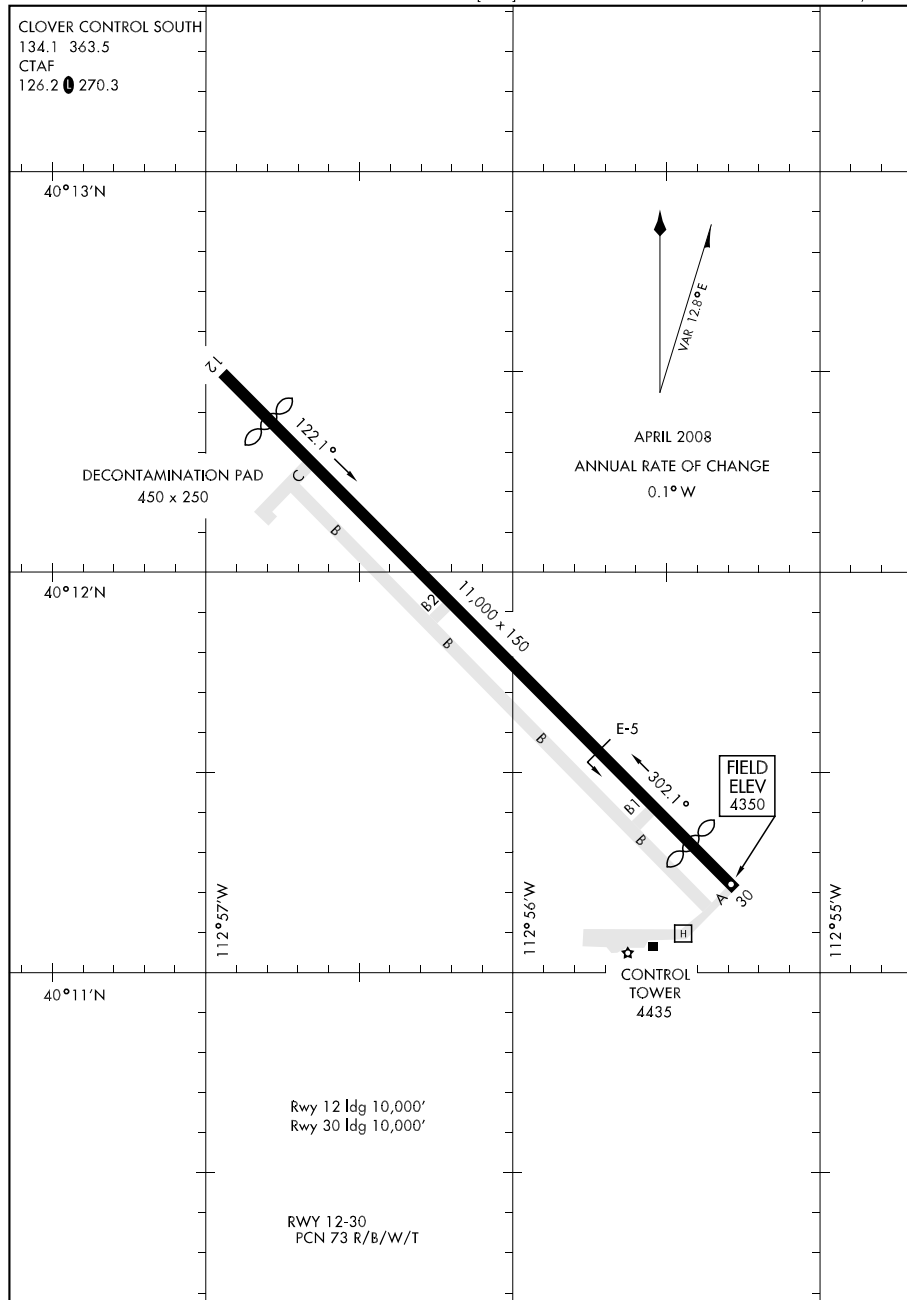 CLOVER CONTROL SOUTH
134.1 363.5
CTAF
126.2 L 270.3
40°13'N
VAR 12.8° E
12
122.1°
APRIL 2008
ANNUAL RATE OF CHANGE
0.1° W
DECONTAMINATION PAD
450 x 250
C
B
40°12'N
11,000 x 150
B2
B
B
E-5
302.1°
FIELD
ELEV
4350
B1
B
A
30
112°57'W
112°56'W
112°55'W
H
40°11'N
CONTROL
TOWER
4435
Rwy 12 ldg 10,000'
Rwy 30 ldg 10,000'
RWY 12-30
PCN 73 R/B/W/T